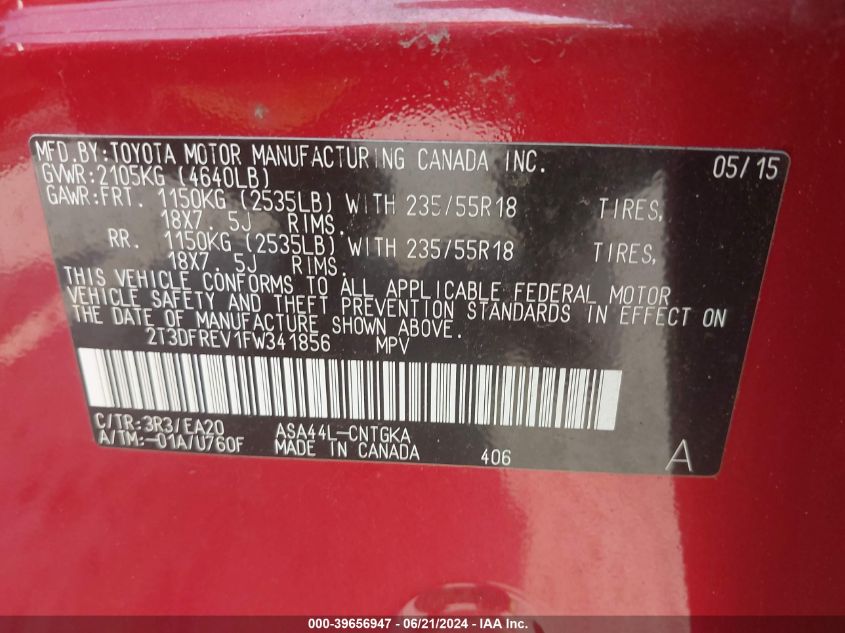 MFD.BY:TOYOTA MOTOR MANUFACTURING CANADA INC. 05/15
GVWR:2105KG (4640LB)
GAWR:FRT. 1150KG (2535LB) WITH 235/55R18 TIRES,
18X7. 5J RIMS.
RR. 1150KG (2535LB) WITH 235/55R18 TIRES,
18X7. 5J RIMS.
THIS VEHICLE CONFORMS TO ALL APPLICABLE FEDERAL MOTOR
VEHICLE SAFETY AND THEFT PREVENTION STANDARDS IN EFFECT ON
THE DATE OF MANUFACTURE SHOWN ABOVE.
2T3DFREV1FW341856 MPV
C/TR:3R3/EA20 ASA44L-CNTGKA
A/TM:-01A/U760F MADE IN CANADA 406 A
000-39656947 - 06/21/2024 - IAA Inc.